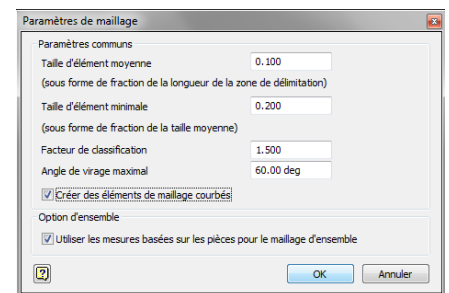 Paramètres de maillage
Paramètres communs
Taille d'élément moyenne 0.100
(sous forme de fraction de la longueur de la zone de délimitation)
Taille d'élément minimale 0.200
(sous forme de fraction de la taille moyenne)
Facteur de classification 1.500
Angle de virage maximal 60.00 deg
Créer des éléments de maillage courbés
Option d'ensemble
Utiliser les mesures basées sur les pièces pour le maillage d'ensemble
? OK Annuler